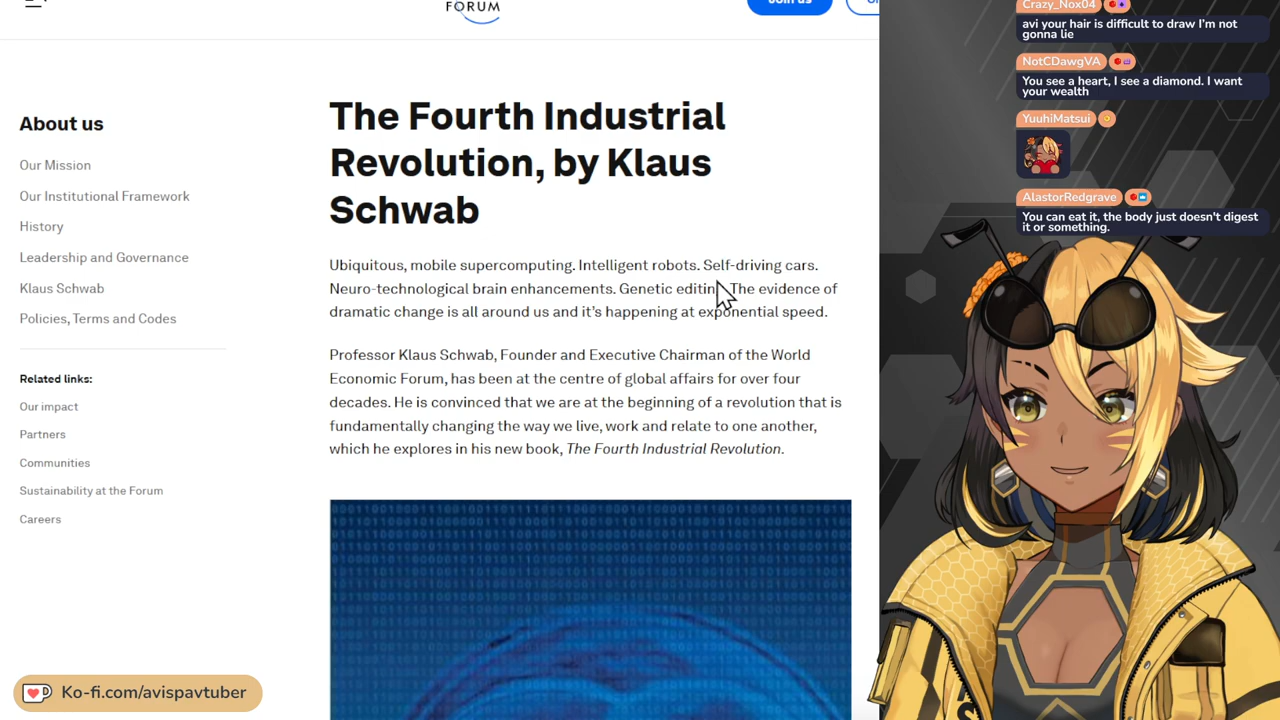 FORUM
Join us
About us
Our Mission
Our Institutional Framework
History
Leadership and Governance
Klaus Schwab
Policies, Terms and Codes
Related links:
Our impact
Partners
Communities
Sustainability at the Forum
Careers
The Fourth Industrial
Revolution, by Klaus
Schwab
Ubiquitous, mobile supercomputing. Intelligent robots. Self-driving cars.
Neuro-technological brain enhancements. Genetic editing. The evidence of
dramatic change is all around us and it's happening at exponential speed.
Professor Klaus Schwab, Founder and Executive Chairman of the World
Economic Forum, has been at the centre of global affairs for over four
decades. He is convinced that we are at the beginning of a revolution that is
fundamentally changing the way we live, work and relate to one another,
which he explores in his new book, The Fourth Industrial Revolution.
Ko-fi.com/avispavtuber
Crazy_Nox04
avi your hair is difficult to draw I'm not
gonna lie
NotCDawgVA
You see a heart, I see a diamond. I want
your wealth
YuuhiMatsui
AlastorRedgrave
You can eat it, the body just doesn't digest
it or something.